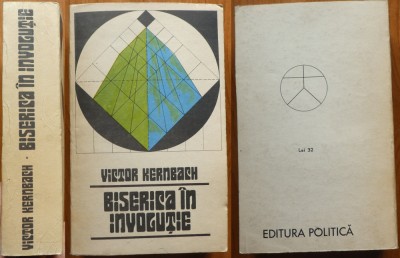 VICTOR KERNBACH • BISERICA ÎN INVOLUȚIE
VICTOR KERNBACH
BISERICA ÎN
INVOLUȚIE
Lei 32
EDITURA POLITICĂ